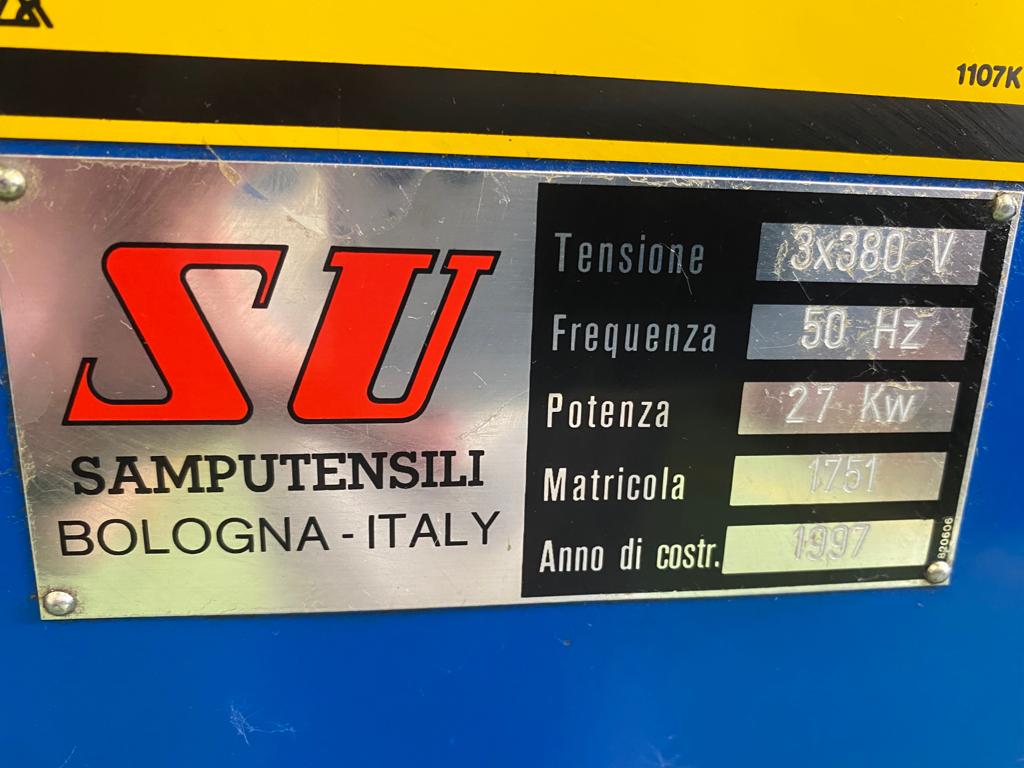 1107K
SU
SAMPUTENSILI
BOLOGNA - ITALY
Tensione 3x380 V
Frequenza 50 Hz
Potenza 27 Kw
Matricola 1751
Anno di costr. 1997
820606